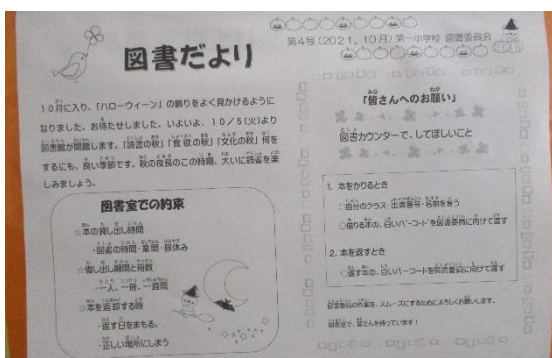 図書だより
第4号(2021,10月)第一小学校 図書委員会
10月に入り、「ハローウィーン」の飾りをよく見かけるように
なりました。お待たせしました。いよいよ、10/5(火)より
図書館が開館します。「読書の秋」「食欲の秋」「文化の秋」何を
するにも、良い季節です。秋の夜長のこの時期、大いに読書を楽
しみましょう。
図書室での約束
☆本の貸し出し時間
・図書の時間・業間・昼休み
☆貸し出し期間と冊数
・一人、一冊、一週間
☆本を返却する時
・返す日をまもる。
・正しい場所にしまう
「皆さんへのお願い」
図書カウンターで、してほしいこと
1. 本をかりるとき
○自分のクラス・出席番号・名前を言う
○借りる本の、白いバーコードを図書委員に向けて渡す
2. 本を返すとき
○返す本の、白いバーコードを図書委員に向けて渡す
図書委員の作業を、スムーズにするためによろしくお願いします。
図書室で、皆さんを待っています!